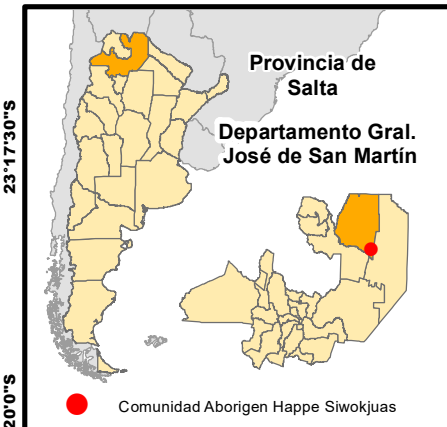 Provincia de
Salta
Departamento Gral.
José de San Martín
23°17'30"S
20'0"S
Comunidad Aborigen Happe Siwokjuas